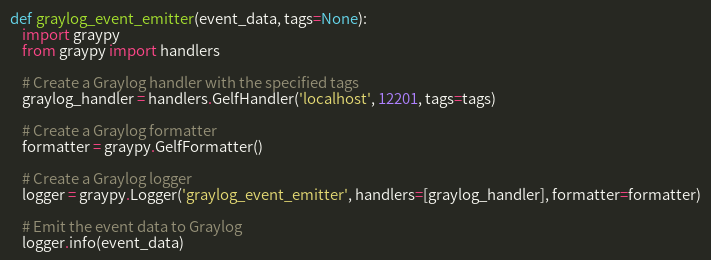 def graylog_event_emitter(event_data, tags=None):
    import graypy
    from graypy import handlers

    # Create a Graylog handler with the specified tags
    graylog_handler = handlers.GelfHandler('localhost', 12201, tags=tags)

    # Create a Graylog formatter
    formatter = graypy.GelfFormatter()

    # Create a Graylog logger
    logger = graypy.Logger('graylog_event_emitter', handlers=[graylog_handler], formatter=formatter)

    # Emit the event data to Graylog
    logger.info(event_data)